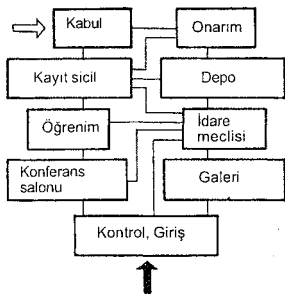 Kabul
Onarım
Kayıt sicil
Depo
Öğrenim
İdare
meclisi
Konferans
salonu
Galeri
Kontrol, Giriş